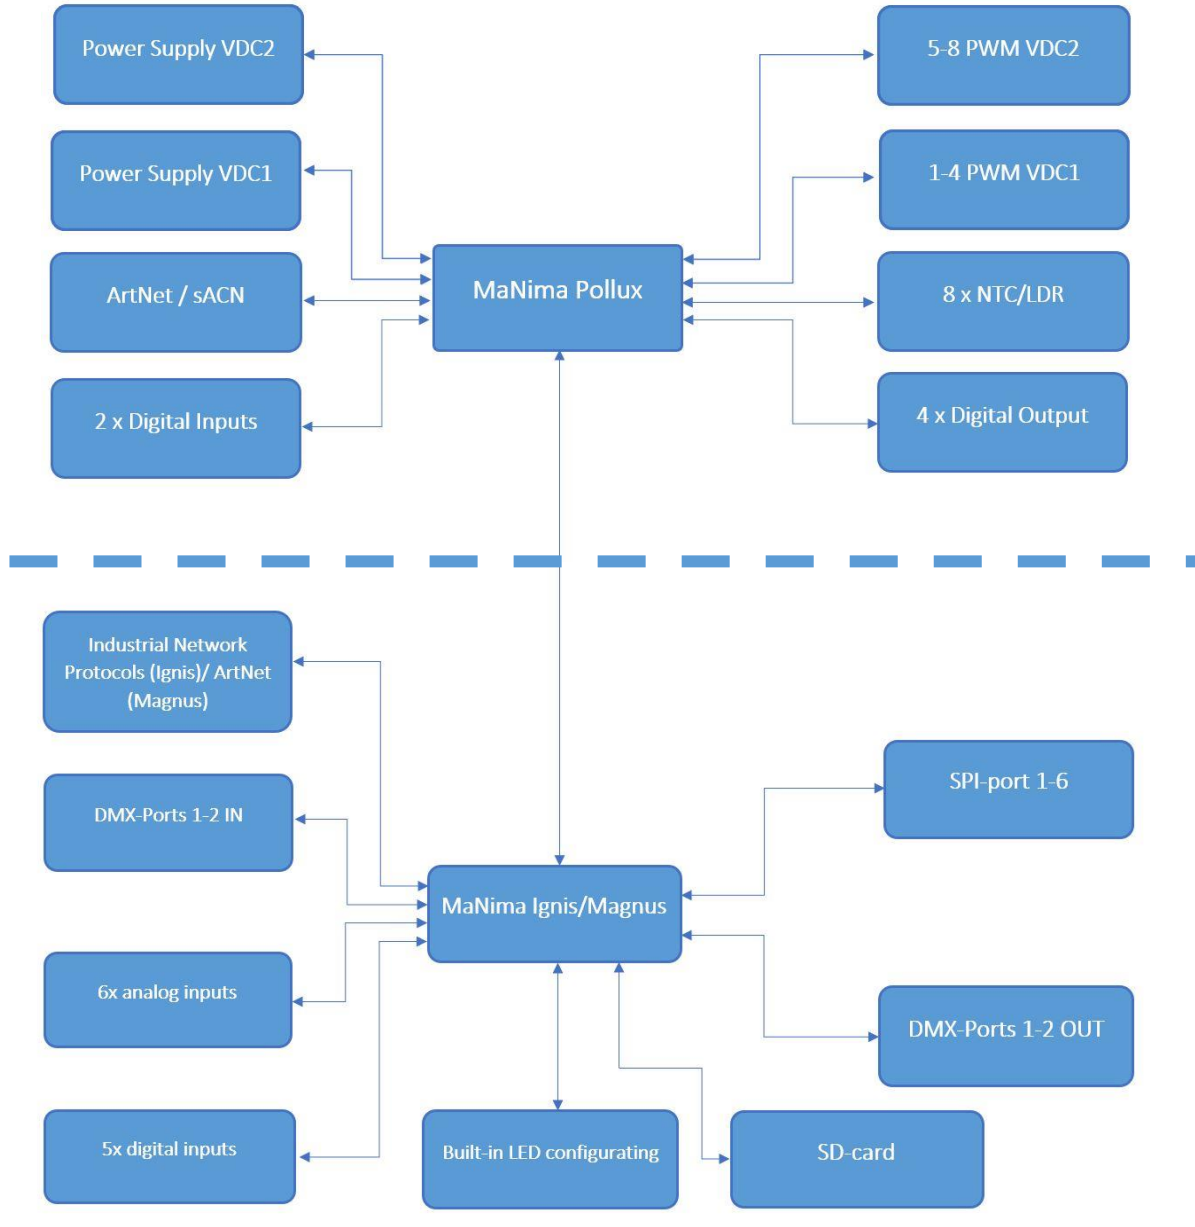 Power Supply VDC2
5-8 PWM VDC2
Power Supply VDC1
1-4 PWM VDC1
ArtNet / sACN
MaNima Pollux
8 x NTC/LDR
2 x Digital Inputs
4 x Digital Output
Industrial Network
Protocols (Ignis)/ ArtNet
(Magnus)
DMX-Ports 1-2 IN
SPI-port 1-6
MaNima Ignis/Magnus
6x analog inputs
DMX-Ports 1-2 OUT
5x digital inputs
Built-in LED configurating
SD-card